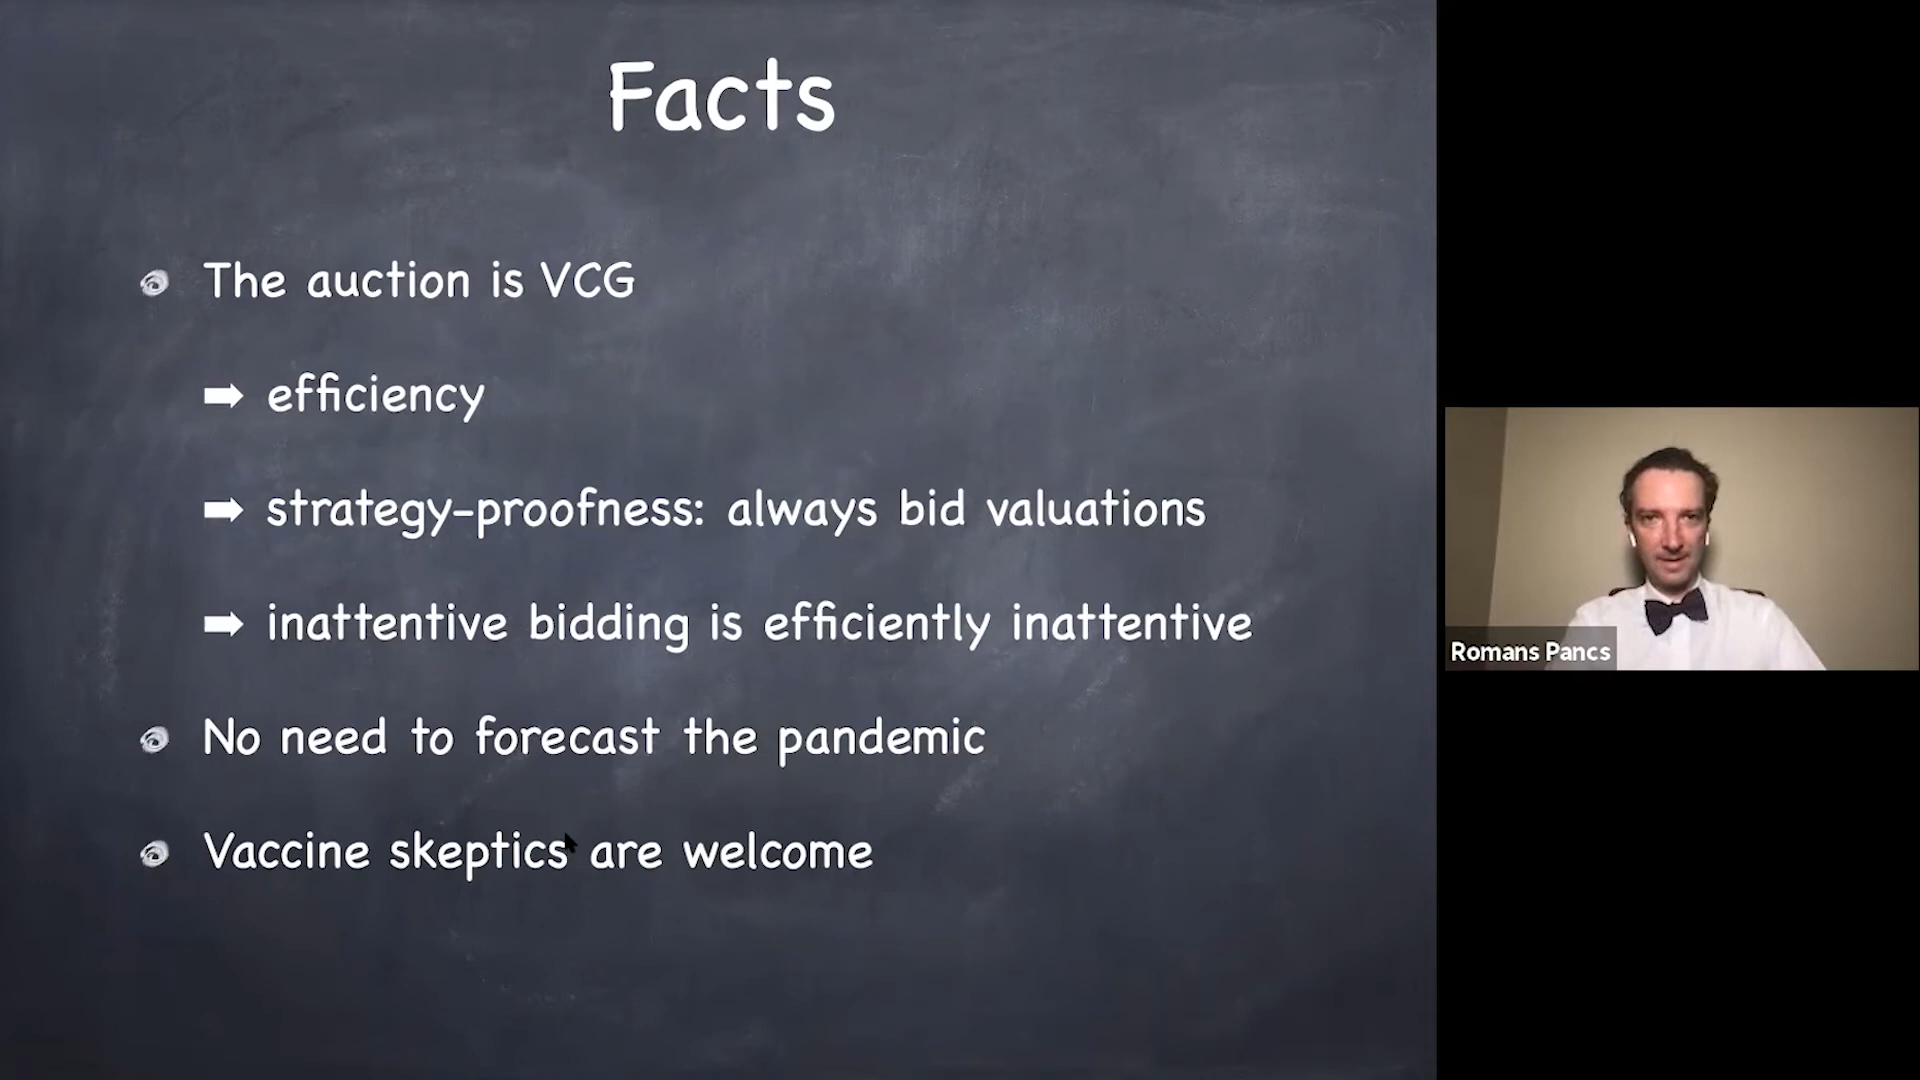 Facts
The auction is VCG
➡ efficiency
➡ strategy-proofness: always bid valuations
➡ inattentive bidding is efficiently inattentive
No need to forecast the pandemic
Vaccine skeptics are welcome
Romans Pancs